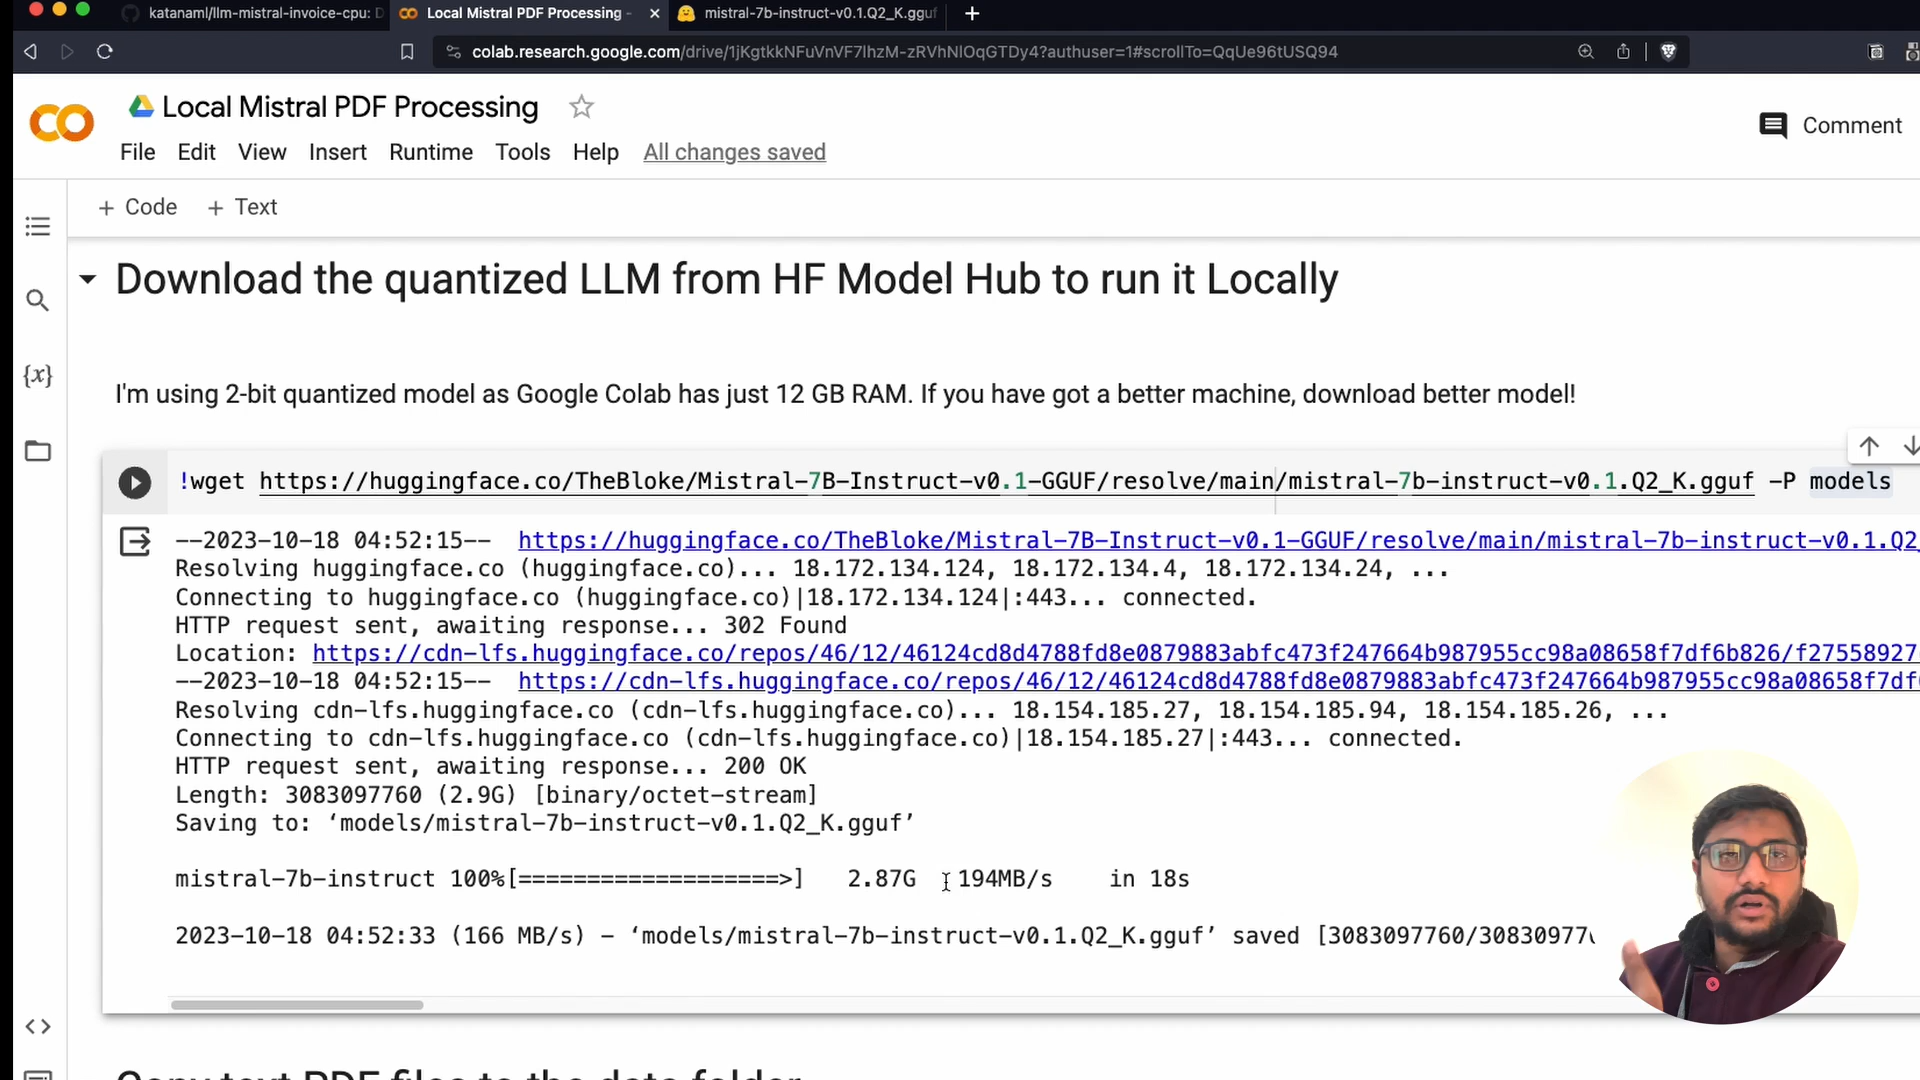 katanaml/llm-mistral-invoice-cpu: D
Local Mistral PDF Processing -
mistral-7b-instruct-v0.1.Q2_K.gguf
colab.research.google.com/drive/1jKgtkkNFuVnVF7lhzM-zRVhNlOqGTDy4?authuser=1#scrollTo=QqUe96tUSQ94
Local Mistral PDF Processing
Comment
File Edit View Insert Runtime Tools Help All changes saved
+ Code + Text
Download the quantized LLM from HF Model Hub to run it Locally
I'm using 2-bit quantized model as Google Colab has just 12 GB RAM. If you have got a better machine, download better model!
!wget https://huggingface.co/TheBloke/Mistral-7B-Instruct-v0.1-GGUF/resolve/main/mistral-7b-instruct-v0.1.Q2_K.gguf -P models
--2023-10-18 04:52:15-- https://huggingface.co/TheBloke/Mistral-7B-Instruct-v0.1-GGUF/resolve/main/mistral-7b-instruct-v0.1.Q2_
Resolving huggingface.co (huggingface.co)... 18.172.134.124, 18.172.134.4, 18.172.134.24, ...
Connecting to huggingface.co (huggingface.co)|18.172.134.124|:443... connected.
HTTP request sent, awaiting response... 302 Found
Location: https://cdn-lfs.huggingface.co/repos/46/12/46124cd8d4788fd8e0879883abfc473f247664b987955cc98a08658f7df6b826/f27558927
--2023-10-18 04:52:15-- https://cdn-lfs.huggingface.co/repos/46/12/46124cd8d4788fd8e0879883abfc473f247664b987955cc98a08658f7df
Resolving cdn-lfs.huggingface.co (cdn-lfs.huggingface.co)... 18.154.185.27, 18.154.185.94, 18.154.185.26, ...
Connecting to cdn-lfs.huggingface.co (cdn-lfs.huggingface.co)|18.154.185.27|:443... connected.
HTTP request sent, awaiting response... 200 OK
Length: 3083097760 (2.9G) [binary/octet-stream]
Saving to: ‘models/mistral-7b-instruct-v0.1.Q2_K.gguf’
mistral-7b-instruct 100%[===================>] 2.87G 194MB/s in 18s
2023-10-18 04:52:33 (166 MB/s) – ‘models/mistral-7b-instruct-v0.1.Q2_K.gguf’ saved [3083097760/30830977
Copy text PDF files to the data folder